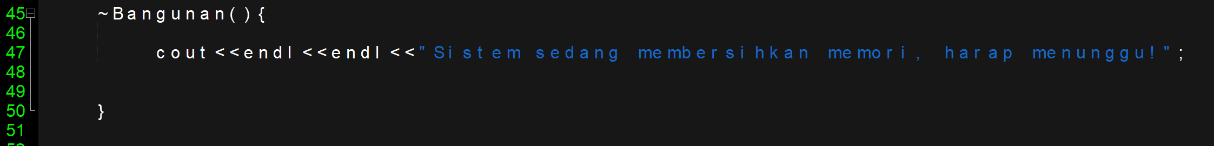 45 ~Bangunan(){
46
47 cout<<endl<<endl<<"Sistem sedang membersihkan memori, harap menunggu!";
48
49
50 }
51